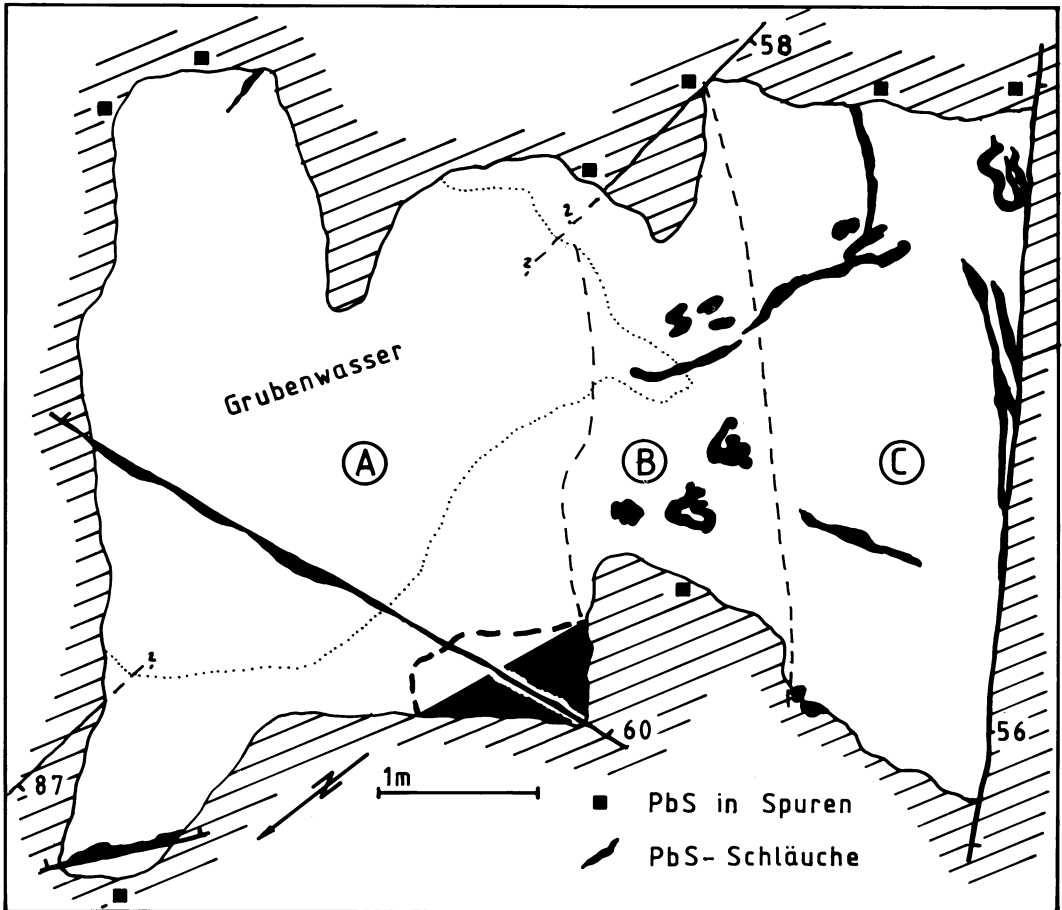 58
?
?
Grubenwasser
A
B
C
?
60
56
87
1m
N
PbS in Spuren
PbS-Schläuche